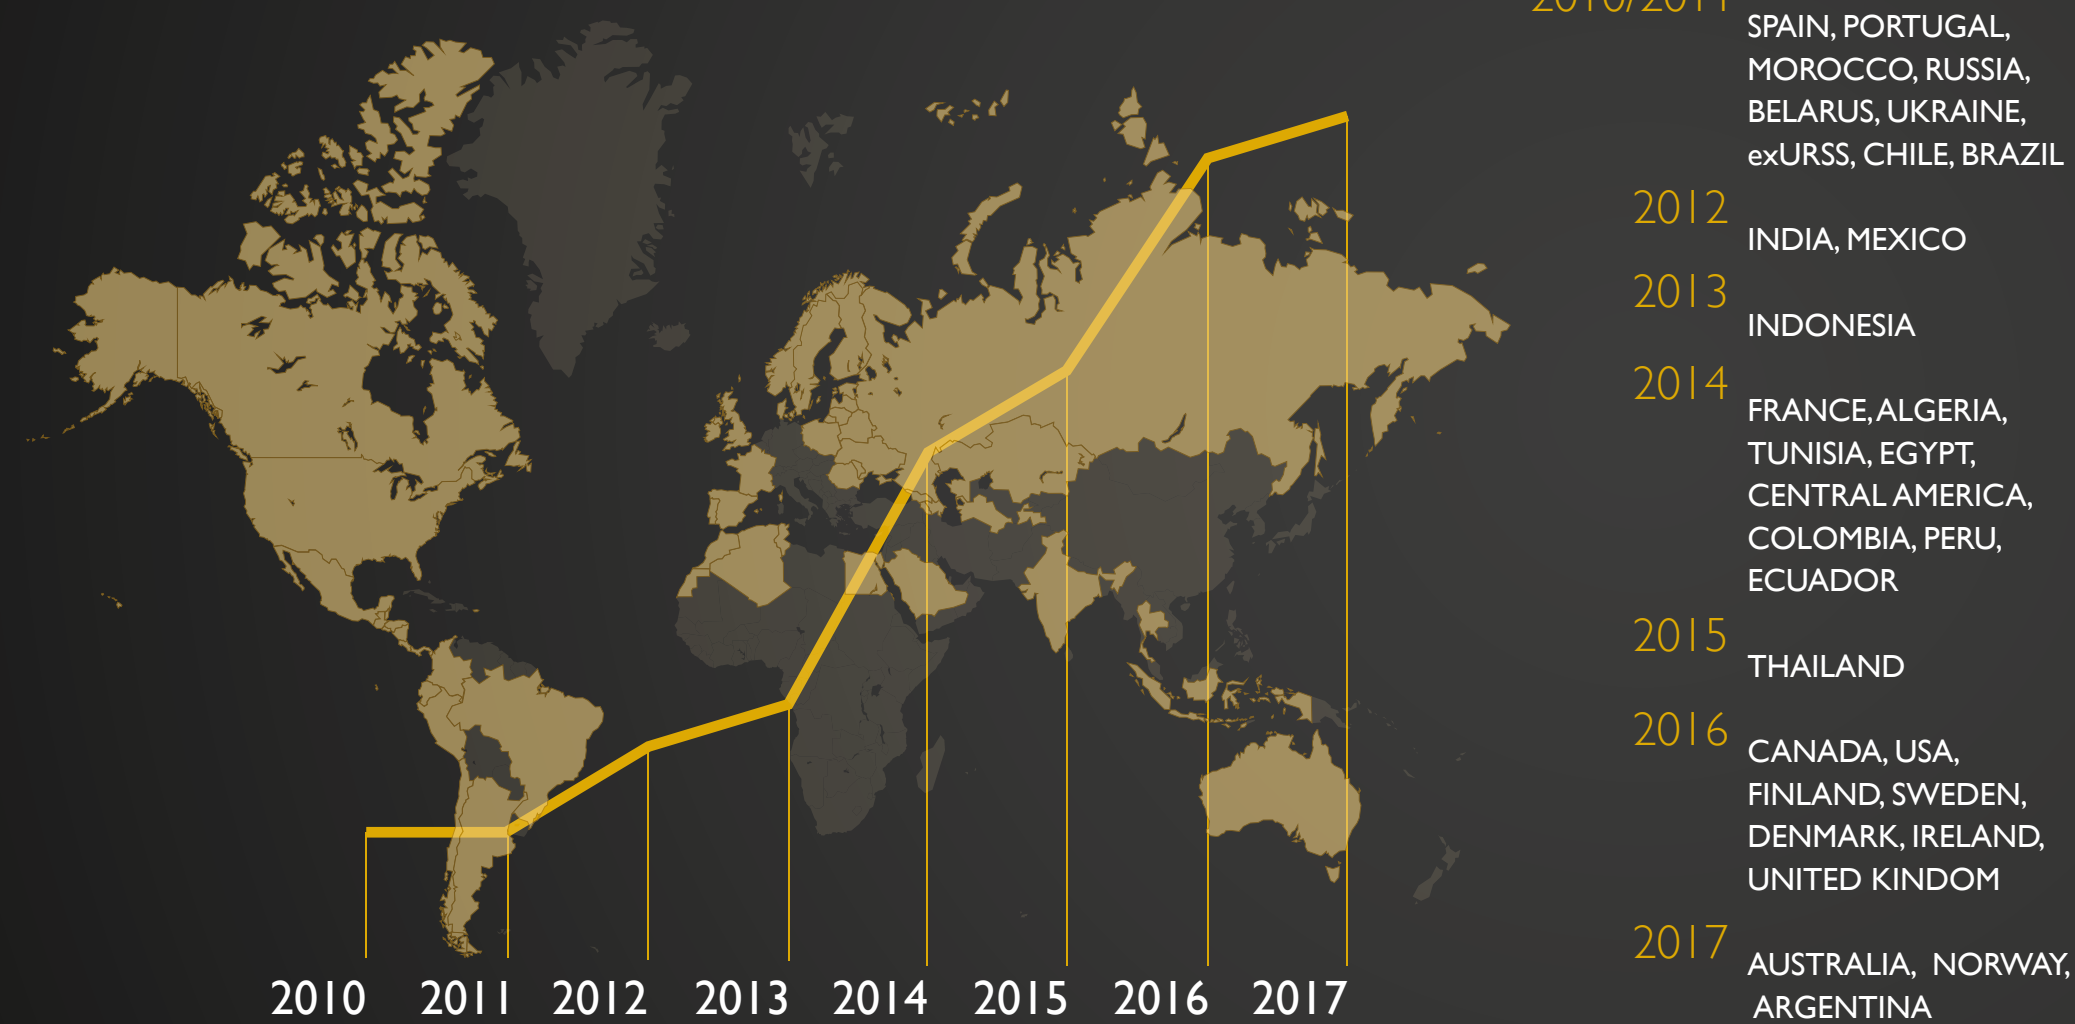 2010/2011
SPAIN, PORTUGAL,
MOROCCO, RUSSIA,
BELARUS, UKRAINE,
exURSS, CHILE, BRAZIL
2012
INDIA, MEXICO
2013
INDONESIA
2014
FRANCE, ALGERIA,
TUNISIA, EGYPT,
CENTRAL AMERICA,
COLOMBIA, PERU,
ECUADOR
2015
THAILAND
2016
CANADA, USA,
FINLAND, SWEDEN,
DENMARK, IRELAND,
UNITED KINDOM
2017
AUSTRALIA, NORWAY,
ARGENTINA
2010 2011 2012 2013 2014 2015 2016 2017